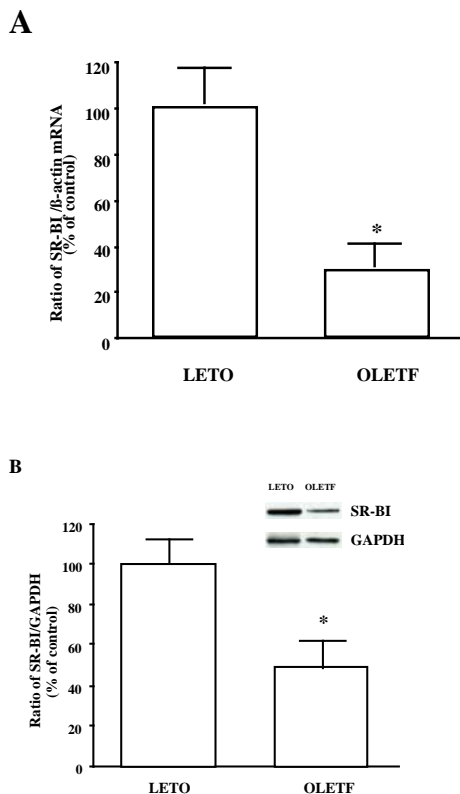 A
Ratio of SR-BI /ß-actin mRNA
(% of control)
120
100
80
60
40
20
0
*
LETO
OLETF
B
Ratio of SR-BI/GAPDH
(% of control)
120
100
80
60
40
20
0
LETO OLETF
SR-BI
GAPDH
*
LETO
OLETF